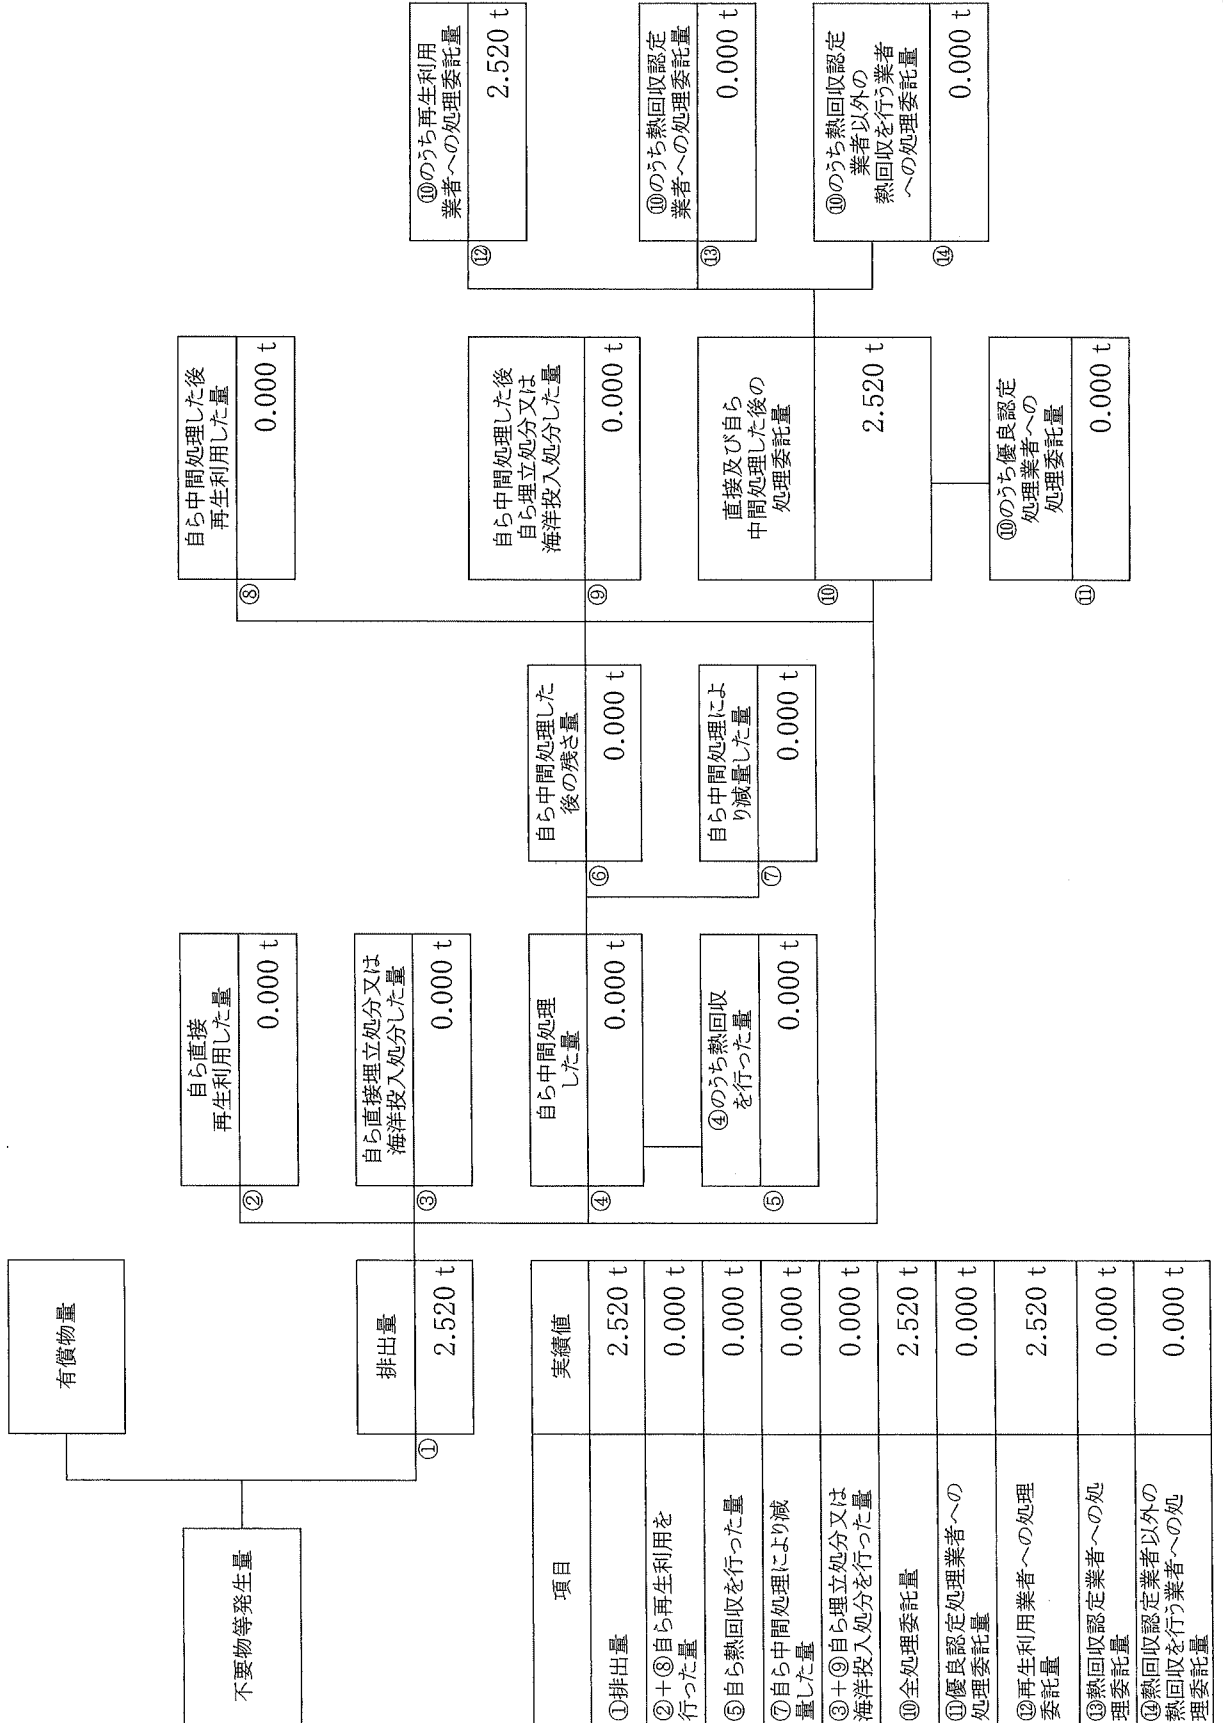 不要物等発生量
有償物量
排出量
①
2.520 t
自ら直接
再生利用した量
②
0.000 t
自ら直接埋立処分又は
海洋投入処分した量
③
0.000 t
自ら中間処理
した量
④
0.000 t
④のうち熱回収
を行った量
⑤
0.000 t
自ら中間処理した
後の残さ量
⑥
0.000 t
自ら中間処理によ
り減量した量
⑦
0.000 t
自ら中間処理した後
再生利用した量
⑧
0.000 t
自ら中間処理した後
自ら埋立処分又は
海洋投入処分した量
⑨
0.000 t
直接及び自ら
中間処理した後の
処理委託量
⑩
2.520 t
⑩のうち優良認定
処理業者への
処理委託量
⑪
0.000 t
⑩のうち再生利用
業者への処理委託量
⑫
2.520 t
⑩のうち熱回収認定
業者への処理委託量
⑬
0.000 t
⑩のうち熱回収認定
業者以外の
熱回収を行う業者
への処理委託量
⑭
0.000 t
項目 実績値
①排出量 2.520 t
②+⑧自ら再生利用を
行った量 0.000 t
⑤自ら熱回収を行った量 0.000 t
⑦自ら中間処理により減
量した量 0.000 t
③+⑨自ら埋立処分又は
海洋投入処分を行った量 0.000 t
⑩全処理委託量 2.520 t
⑪優良認定処理業者への
処理委託量 0.000 t
⑫再生利用業者への処理
委託量 2.520 t
⑬熱回収認定業者への処
理委託量 0.000 t
⑭熱回収認定業者以外の
熱回収を行う業者への処
理委託量 0.000 t